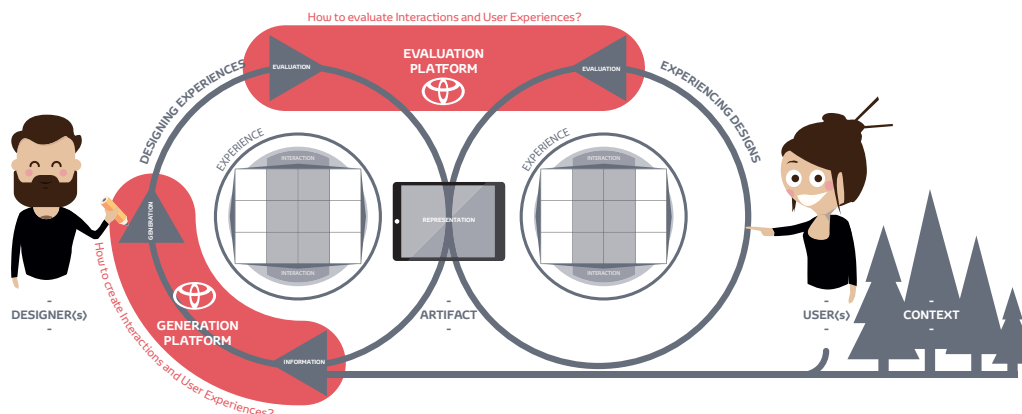 How to evaluate Interactions and User Experiences?
EVALUATION
PLATFORM
EVALUATION
EVALUATION
DESIGNING EXPERIENCES
EXPERIENCING DESIGNS
EXPERIENCE
INTERACTION
INTERACTION
EXPERIENCE
INTERACTION
INTERACTION
REPRESENTATION
GENERATION
GENERATION
PLATFORM
INFORMATION
How to create Interactions and User Experiences?
-
DESIGNER(s)
-
-
ARTIFACT
-
-
USER(s)
-
-
CONTEXT
-